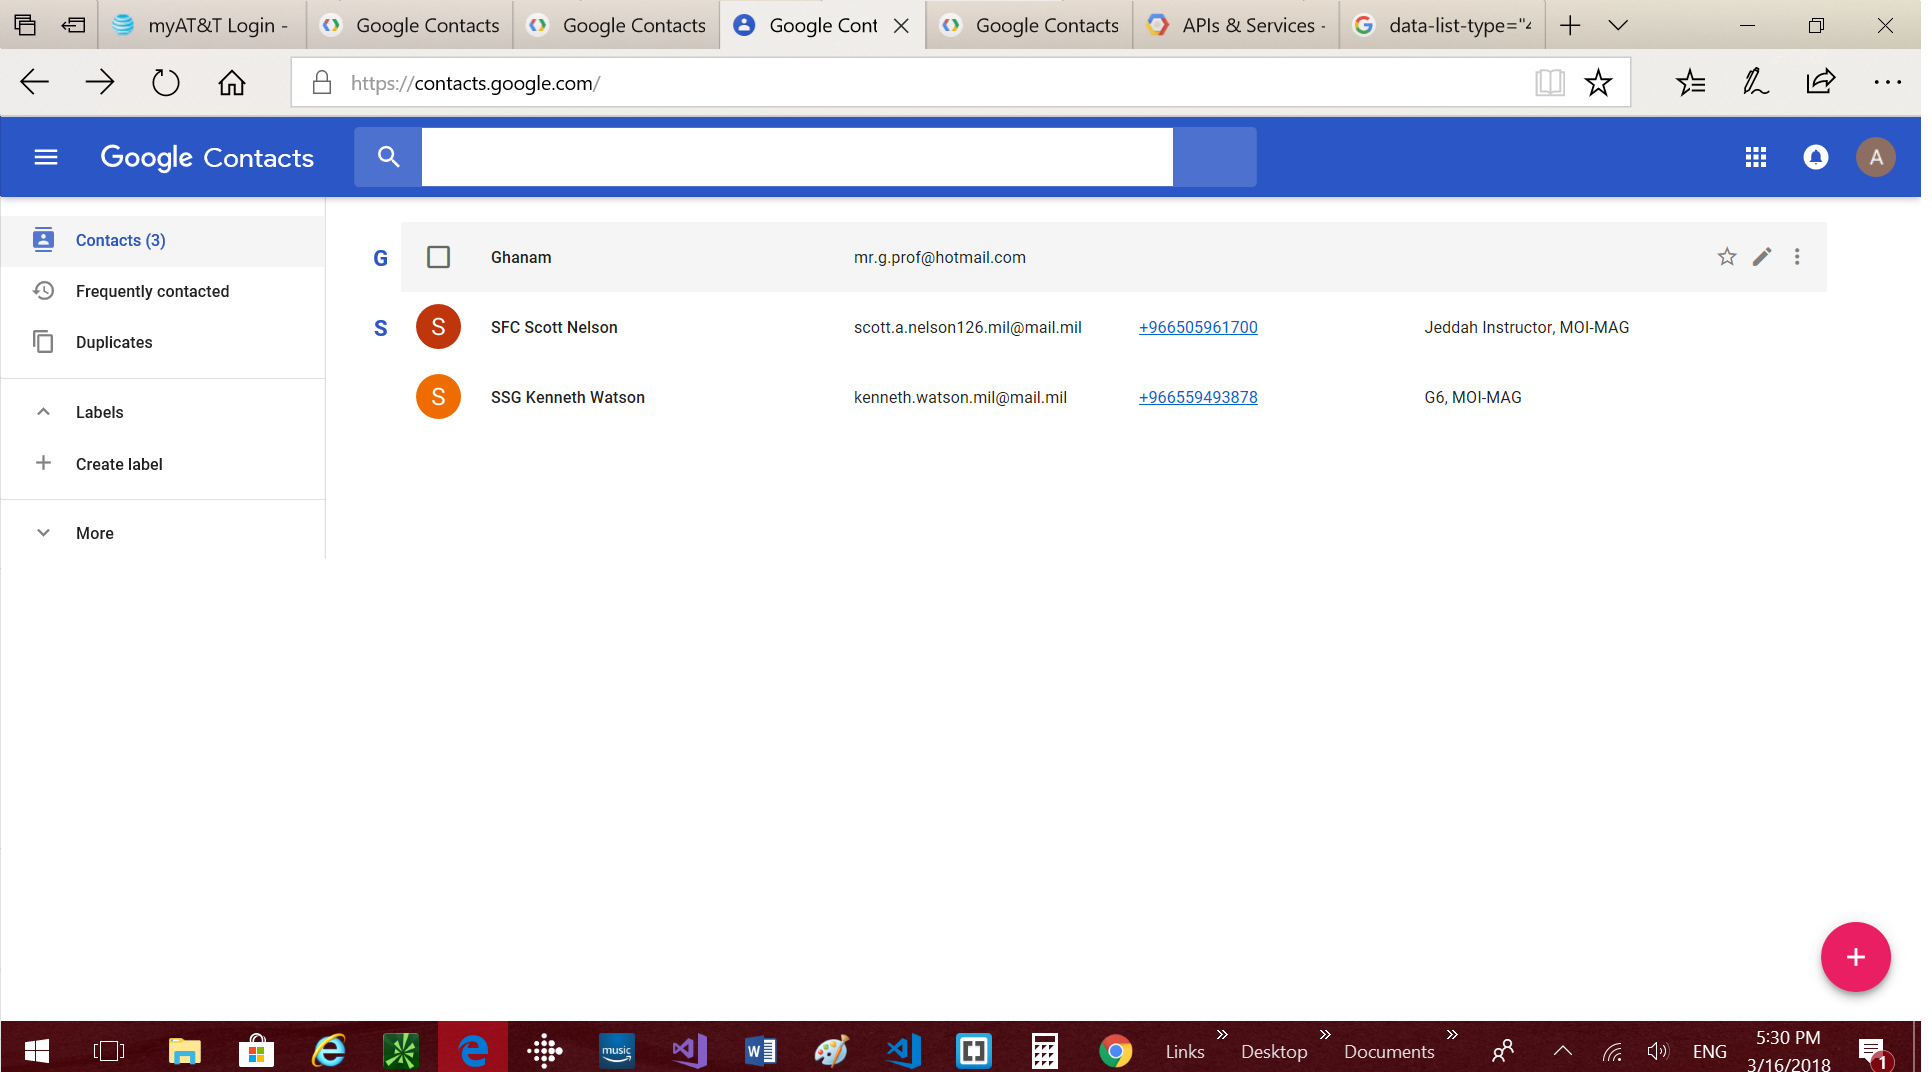 myAT&T Login - Google Contacts Google Contacts Google Cont Google Contacts APIs & Services - data-list-type="4
https://contacts.google.com/
Google Contacts
A
Contacts (3)
Frequently contacted
Duplicates
Labels
Create label
More
G Ghanam mr.g.prof@hotmail.com
S S SFC Scott Nelson scott.a.nelson126.mil@mail.mil +966505961700 Jeddah Instructor, MOI-MAG
S SSG Kenneth Watson kenneth.watson.mil@mail.mil +966559493878 G6, MOI-MAG
music Links » Desktop » Documents » ENG 5:30 PM
3/16/2018 1